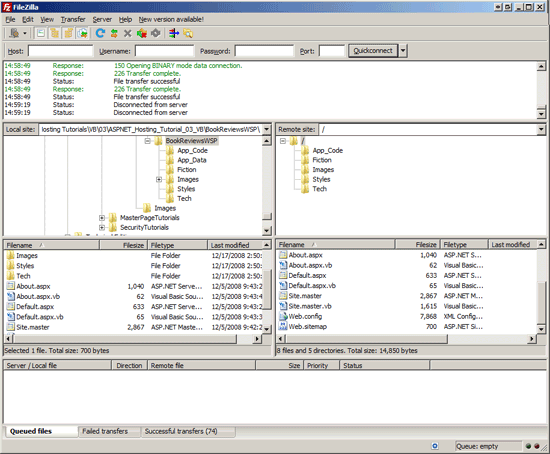 FileZilla
File Edit View Transfer Server Help New version available!
Host: Username: Password: Port: Quickconnect
14:58:49 Response: 150 Opening BINARY mode data connection.
14:58:49 Response: 226 Transfer complete.
14:58:49 Status: File transfer successful
14:58:49 Response: 226 Transfer complete.
14:58:49 Status: File transfer successful
14:59:19 Status: Disconnected from server
14:59:19 Status: Disconnected from server
Local site: losting Tutorials\VB\03\ASPNET_Hosting_Tutorial_03_VB\BookReviewsWSP\
BookReviewsWSP
App_Code
App_Data
Fiction
Images
Styles
Tech
Images
MasterPageTutorials
SecurityTutorials
Remote site: /
/
App_Code
Fiction
Images
Styles
Tech
Filename Filesize Filetype Last modified
Images File Folder 12/17/2008 2:50:
Styles File Folder 12/17/2008 2:50:
Tech File Folder 12/17/2008 2:50:
About.aspx 1,040 ASP.NET Serve... 12/5/2008 9:43:2
About.aspx.vb 62 Visual Basic Sou... 12/5/2008 9:43:4
Default.aspx 633 ASP.NET Serve... 12/5/2008 9:43:2
Default.aspx.vb 65 Visual Basic Sou... 12/5/2008 9:43:2
Site.master 2,867 ASP.NET Maste... 12/5/2008 9:42:2
Selected 1 file. Total size: 700 bytes
Filename Filesize Filetype Last modified
About.aspx 1,040 ASP.NET S...
About.aspx.vb 62 Visual Basic...
Default.aspx 633 ASP.NET S...
Default.aspx.vb 65 Visual Basic...
Site.master 2,867 ASP.NET M...
Site.master.vb 1,615 Visual Basic...
Web.config 7,868 XML Config...
Web.sitemap 700 ASP.NET Si...
8 files and 5 directories. Total size: 14,850 bytes
Server / Local file Direction Remote file Size Priority Status
Queued files Failed transfers Successful transfers (74)
Queue: empty